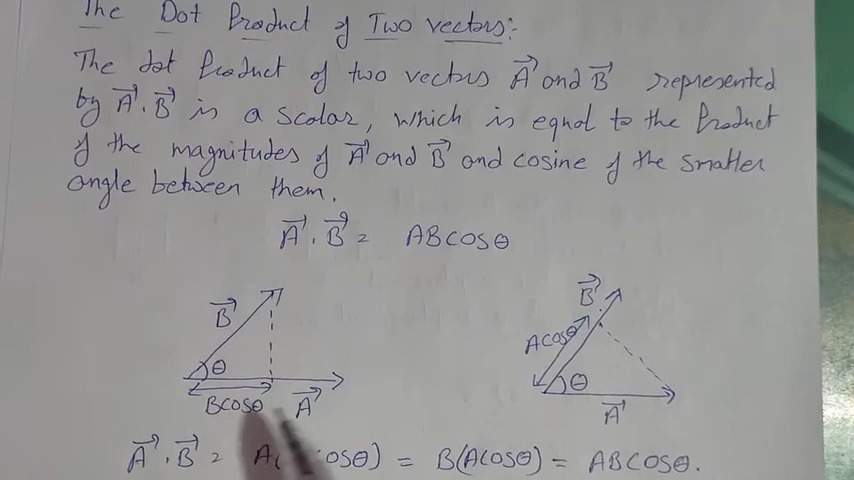 The Dot Product of Two vectors:-
The dot Product of two vectors A⃗ and B⃗ represented
by A⃗ . B⃗ is a scalar, which is equal to the Product
of the magnitudes of A⃗ and B⃗ and cosine of the smaller
angle between them.
A⃗ . B⃗ = ABCOSθ
B⃗
θ
BCOSθ
A⃗
B⃗
ACOSθ
θ
A⃗
A⃗ . B⃗ = A( COSθ) = B(ACOSθ) = ABCOSθ.